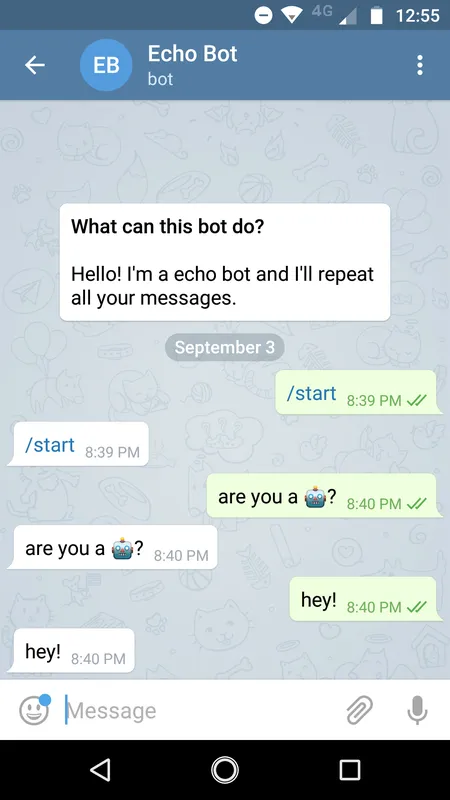 4G 12:55
EB
Echo Bot
bot
What can this bot do?
Hello! I'm a echo bot and I'll repeat
all your messages.
September 3
/start 8:39 PM
/start 8:39 PM
are you a 🤖? 8:40 PM
are you a 🤖? 8:40 PM
hey! 8:40 PM
hey! 8:40 PM
Message